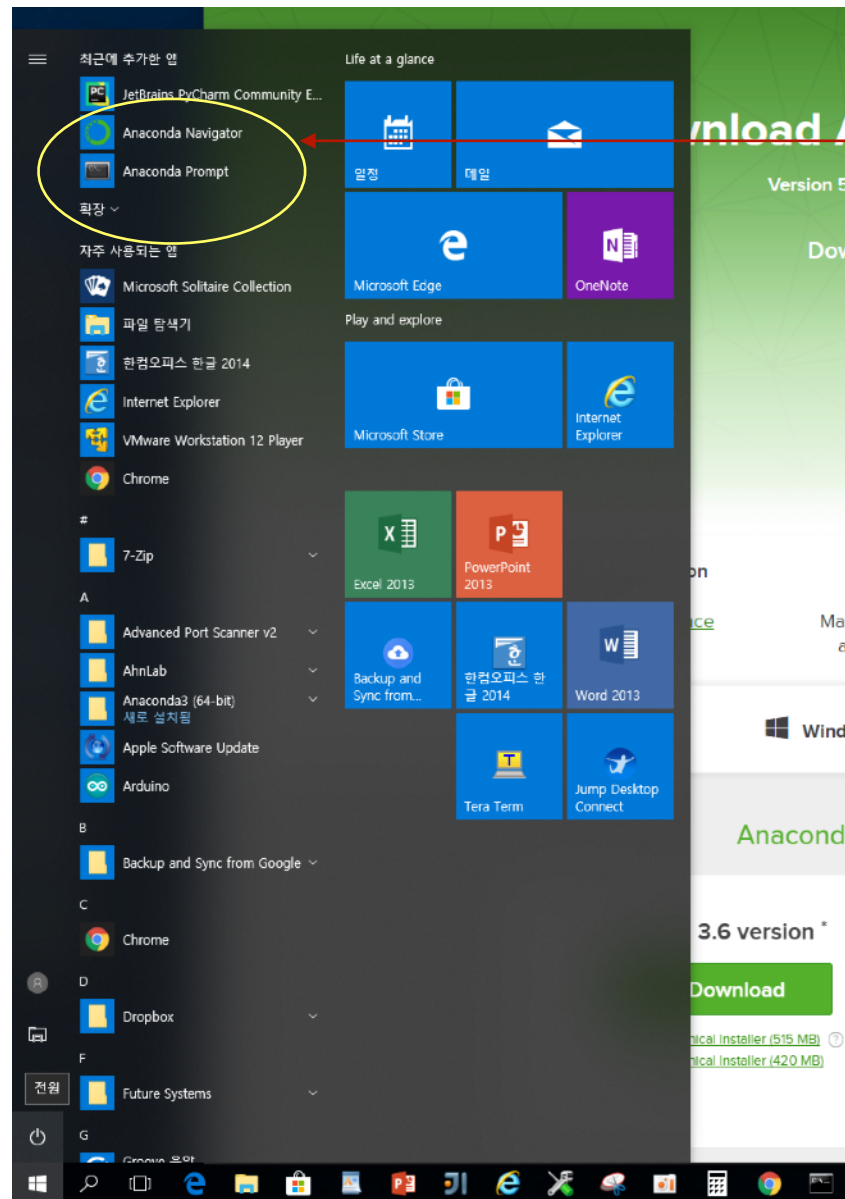 최근에 추가한 앱
JetBrains PyCharm Community E...
Anaconda Navigator
Anaconda Prompt
확장
자주 사용되는 앱
Microsoft Solitaire Collection
파일 탐색기
한컴오피스 한글 2014
Internet Explorer
VMware Workstation 12 Player
Chrome
#
7-Zip
A
Advanced Port Scanner v2
AhnLab
Anaconda3 (64-bit)
새로 설치됨
Apple Software Update
Arduino
B
Backup and Sync from Google
C
Chrome
D
Dropbox
F
Future Systems
G
Groove 음악
전원
Life at a glance
일정
메일
Microsoft Edge
OneNote
Play and explore
Microsoft Store
Internet
Explorer
Excel 2013
PowerPoint
2013
Backup and
Sync from...
한컴오피스 한
글 2014
Word 2013
Tera Term
Jump Desktop
Connect
wnload A
Version 5
Dov
on
ice
Ma
a
Wind
Anacond
3.6 version *
Download
nical Installer (515 MB)
nical Installer (420 MB)